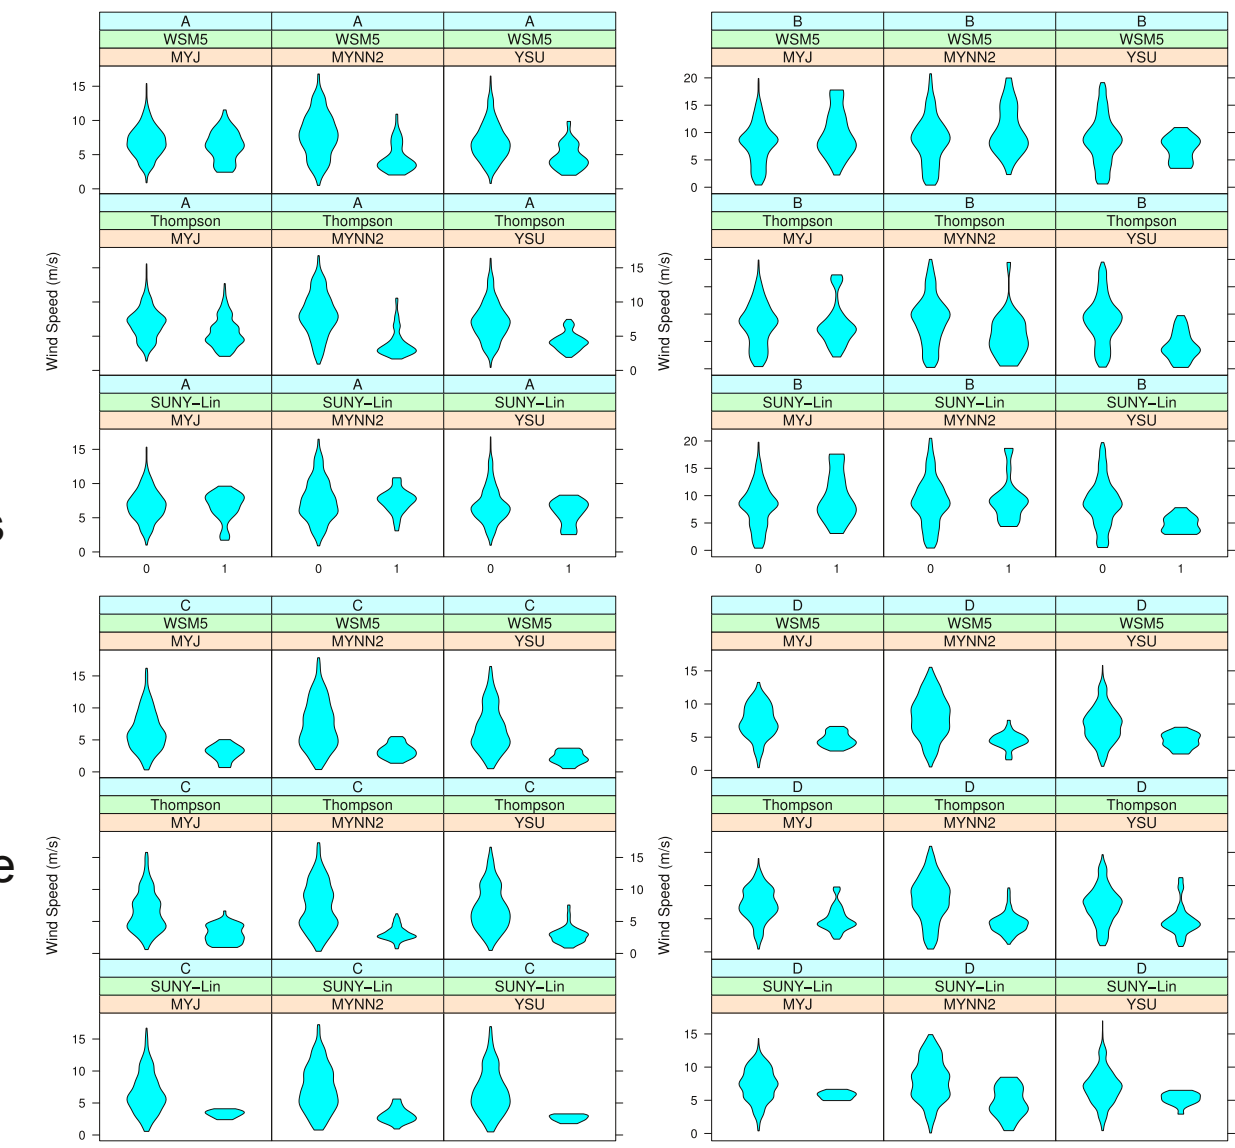 A A A
WSM5 WSM5 WSM5
MYJ MYNN2 YSU
15
10
5
0
A A A
Thompson Thompson Thompson
MYJ MYNN2 YSU
Wind Speed (m/s)
15
10
5
0
A A A
SUNY-Lin SUNY-Lin SUNY-Lin
MYJ MYNN2 YSU
15
10
5
0
0 1 0 1 0 1
B B B
WSM5 WSM5 WSM5
MYJ MYNN2 YSU
20
15
10
5
0
B B B
Thompson Thompson Thompson
MYJ MYNN2 YSU
Wind Speed (m/s)
B B B
SUNY-Lin SUNY-Lin SUNY-Lin
MYJ MYNN2 YSU
20
15
10
5
0
0 1 0 1 0 1
s
C C C
WSM5 WSM5 WSM5
MYJ MYNN2 YSU
15
10
5
0
C C C
Thompson Thompson Thompson
MYJ MYNN2 YSU
Wind Speed (m/s)
15
10
5
0
C C C
SUNY-Lin SUNY-Lin SUNY-Lin
MYJ MYNN2 YSU
15
10
5
0
D D D
WSM5 WSM5 WSM5
MYJ MYNN2 YSU
15
10
5
0
D D D
Thompson Thompson Thompson
MYJ MYNN2 YSU
Wind Speed (m/s)
D D D
SUNY-Lin SUNY-Lin SUNY-Lin
MYJ MYNN2 YSU
15
10
5
0
e